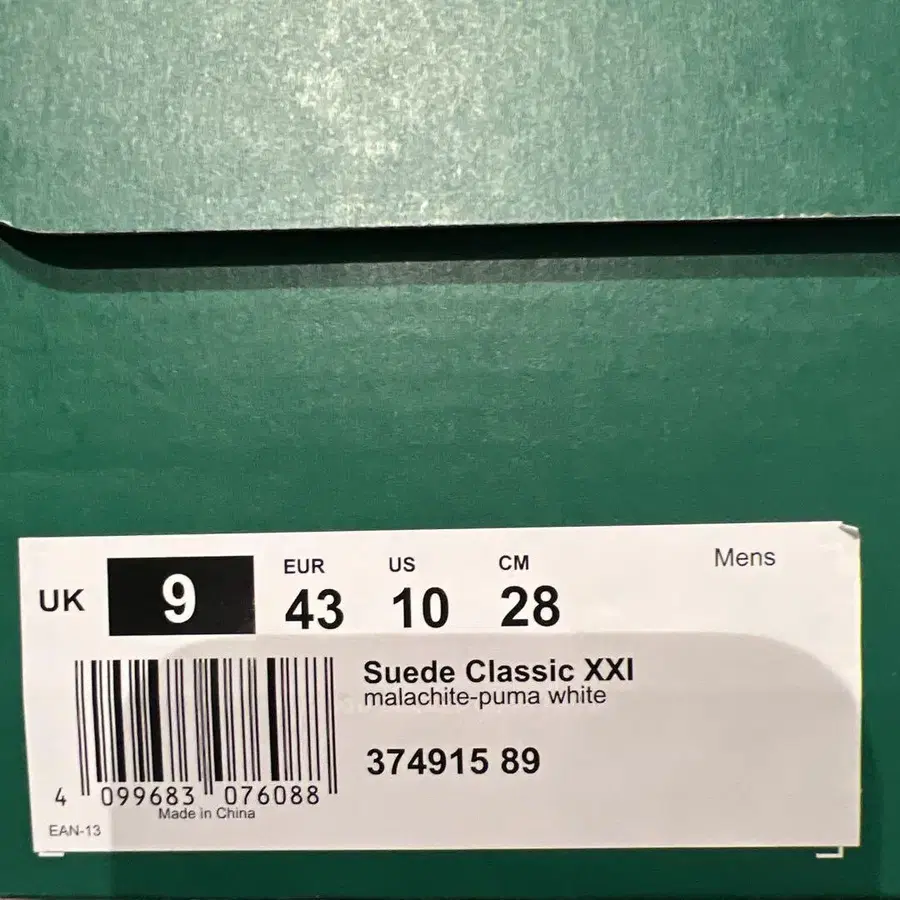 Mens
EUR US CM
UK 9 43 10 28
Suede Classic XXI
malachite-puma white
374915 89
4 099683 076088
Made in China
EAN-13